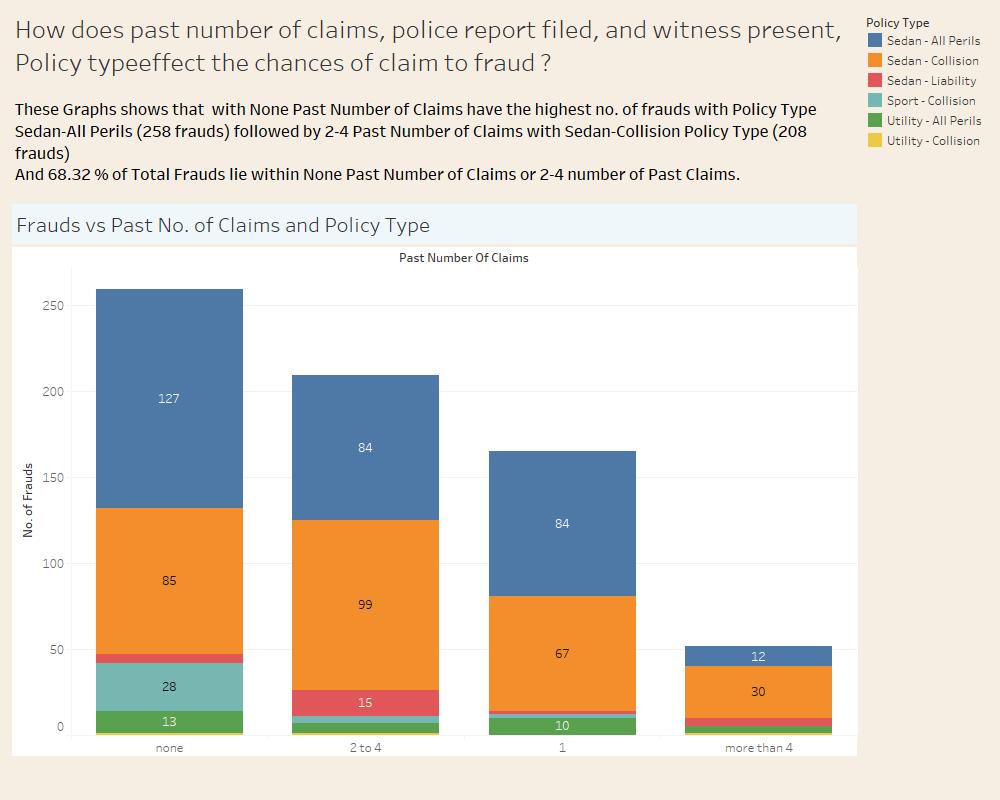 How does past number of claims, police report filed, and witness present,
Policy typeeffect the chances of claim to fraud ?
These Graphs shows that  with None Past Number of Claims have the highest no. of frauds with Policy Type
Sedan-All Perils (258 frauds) followed by 2-4 Past Number of Claims with Sedan-Collision Policy Type (208
frauds)
And 68.32 % of Total Frauds lie within None Past Number of Claims or 2-4 number of Past Claims.
Policy Type
Sedan - All Perils
Sedan - Collision
Sedan - Liability
Sport - Collision
Utility - All Perils
Utility - Collision
Frauds vs Past No. of Claims and Policy Type
Past Number Of Claims
No. of Frauds
250
200
150
100
50
0
127
85
28
13
84
99
15
84
67
10
12
30
none
2 to 4
1
more than 4